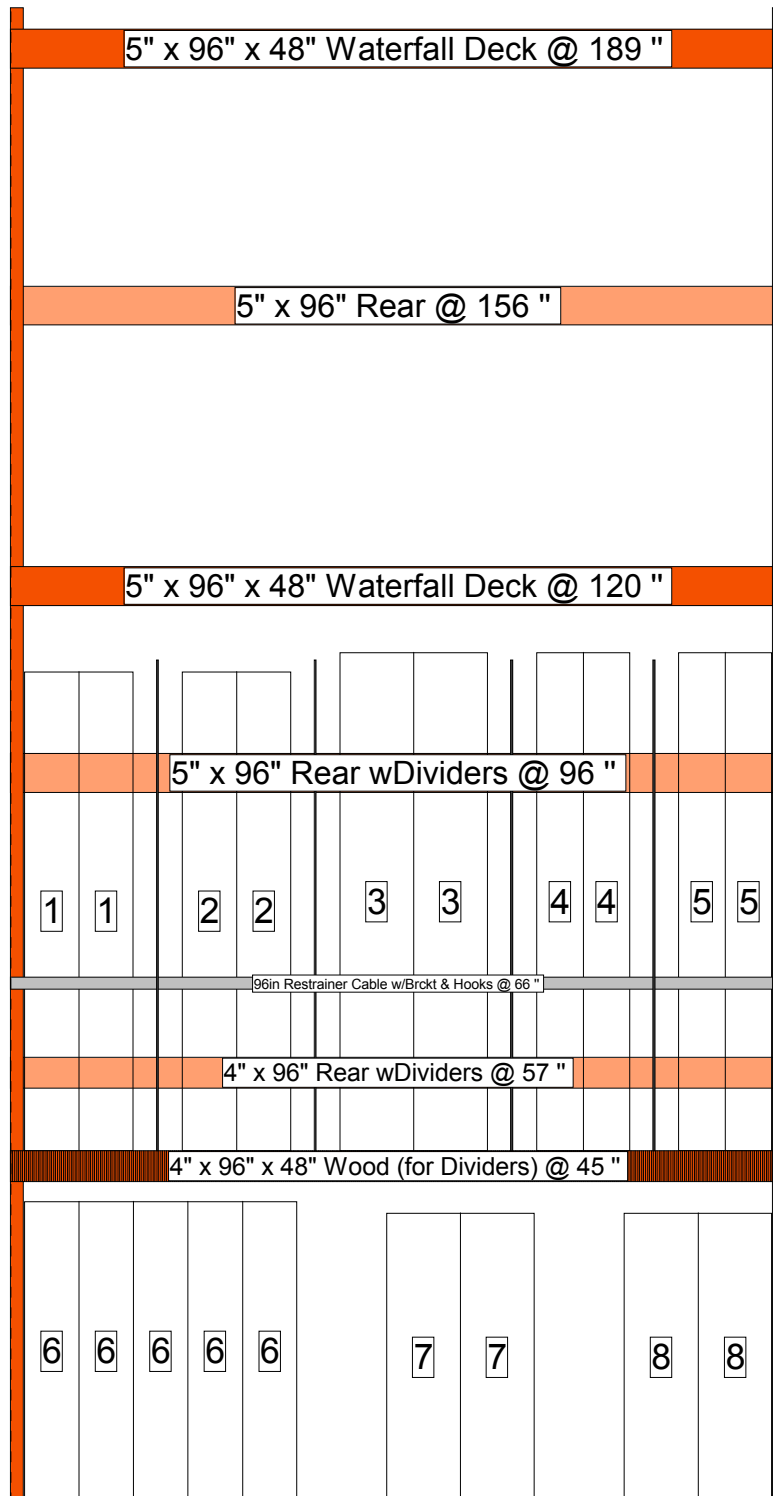 5" x 96" x 48" Waterfall Deck @ 189 "
5" x 96" Rear @ 156 "
5" x 96" x 48" Waterfall Deck @ 120 "
5" x 96" Rear wDividers @ 96 "
1 1 2 2 3 3 4 4 5 5
96in Restrainer Cable w/Brckt & Hooks @ 66 "
4" x 96" Rear wDividers @ 57 "
4" x 96" x 48" Wood (for Dividers) @ 45 "
6 6 6 6 6 7 7 8 8